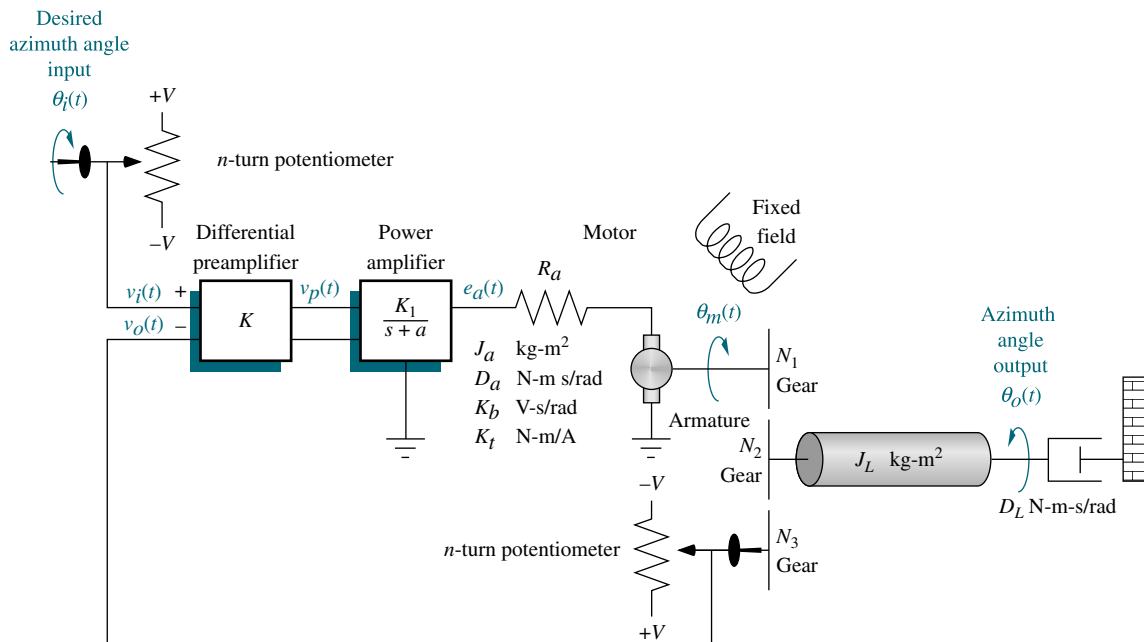 Desired
azimuth angle
input
θi(t)
+V
n-turn potentiometer
–V
Differential
preamplifier
Power
amplifier
Motor
Fixed
field
Ra
vi(t)
+
vo(t)
–
K
vp(t)
K1
s + a
ea(t)
θm(t)
Ja kg-m²
Da N-m s/rad
Kb V-s/rad
Kt N-m/A
Armature
N1
Gear
N2
Gear
JL kg-m²
Azimuth
angle
output
θo(t)
DL N-m-s/rad
–V
n-turn potentiometer
+V
N3
Gear